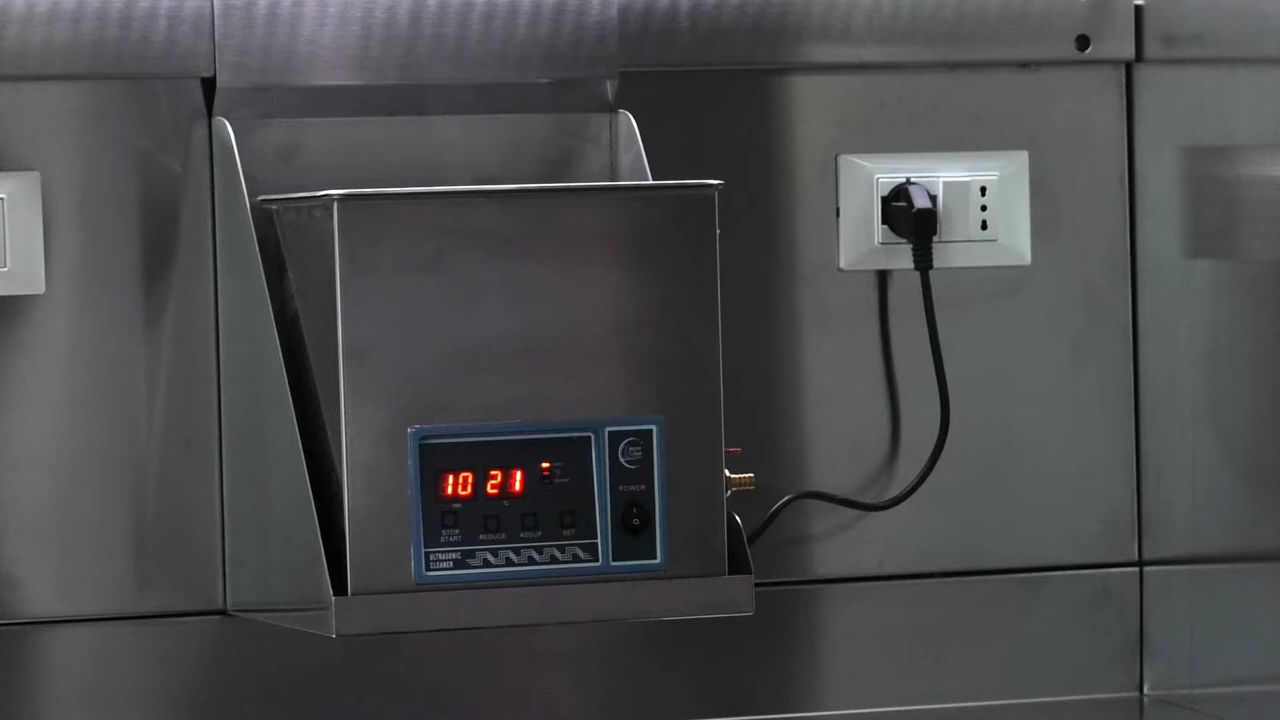 10 21
°C
POWER
STOP
START
REDUCE
ADDUP
SET
ULTRASONIC
CLEANER